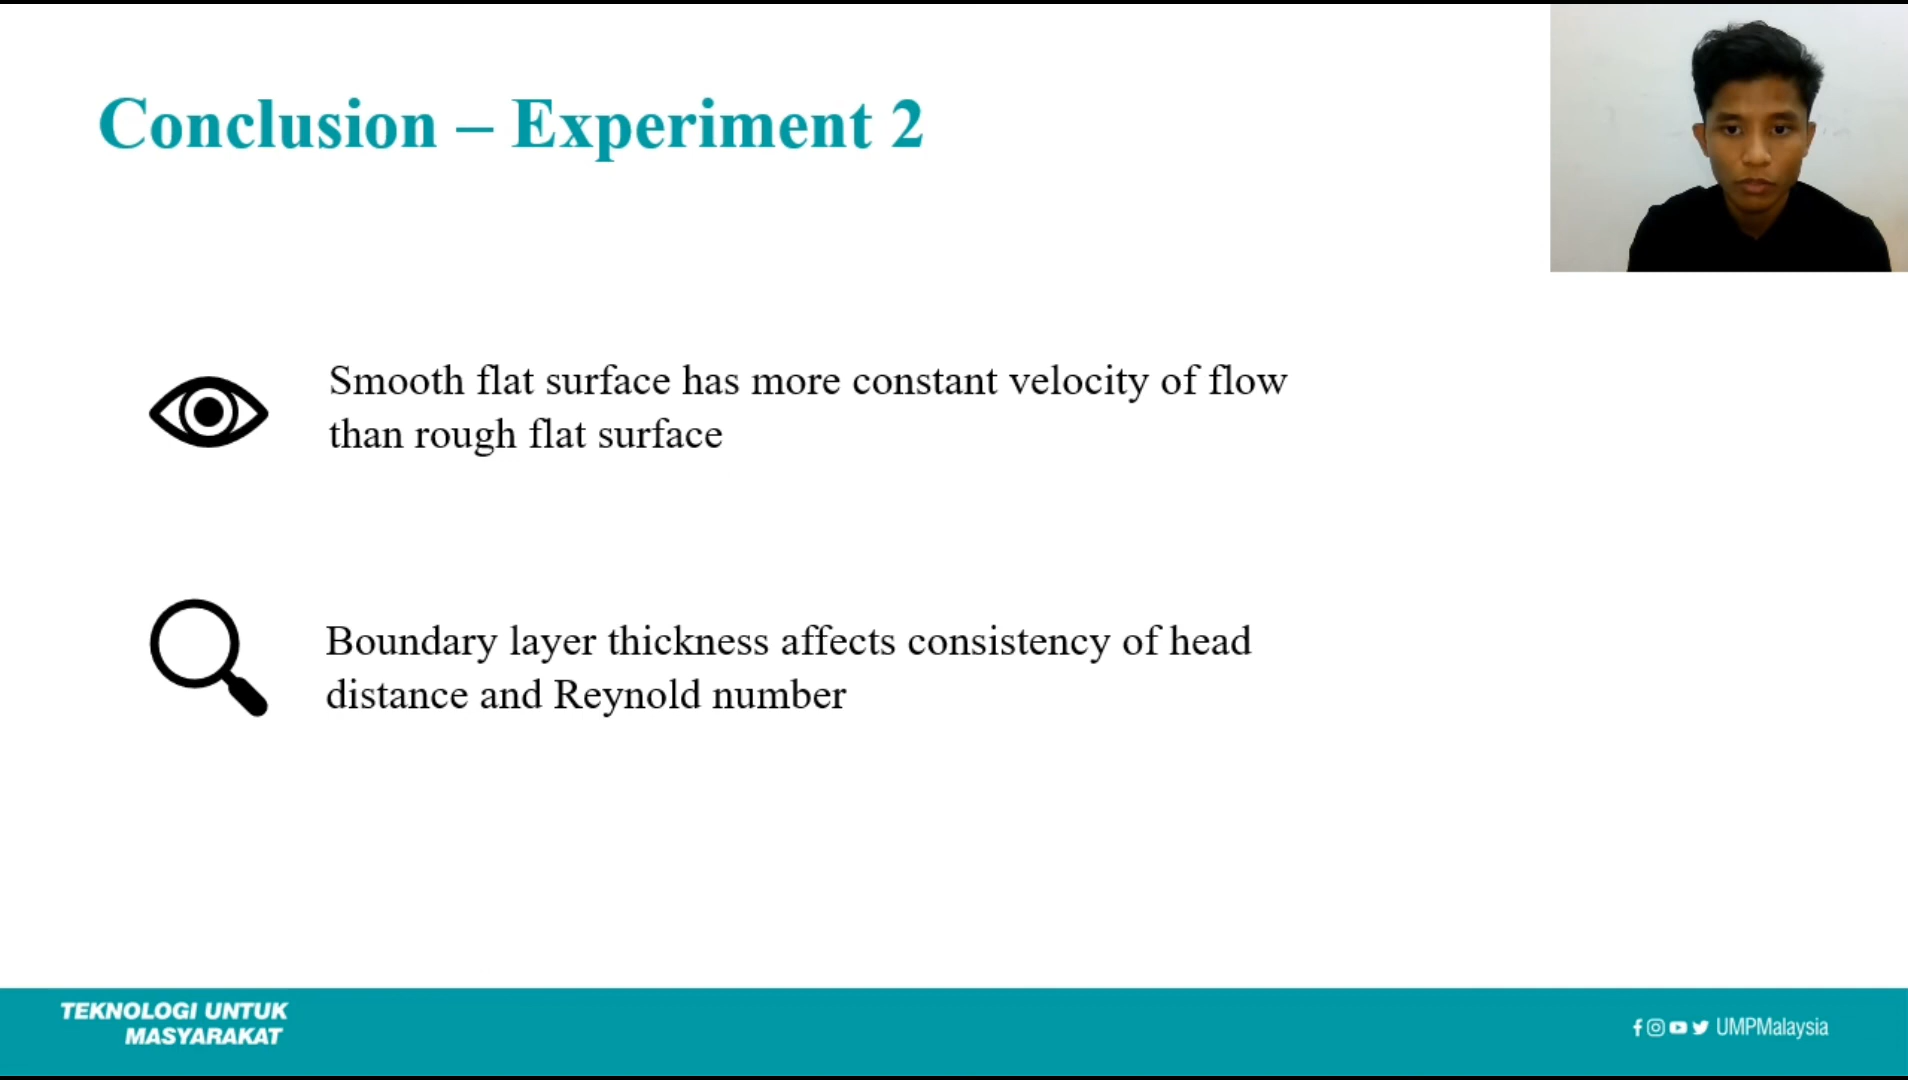 Conclusion – Experiment 2
Smooth flat surface has more constant velocity of flow
than rough flat surface
Boundary layer thickness affects consistency of head
distance and Reynold number
TEKNOLOGI UNTUK
MASYARAKAT
UMPMalaysia